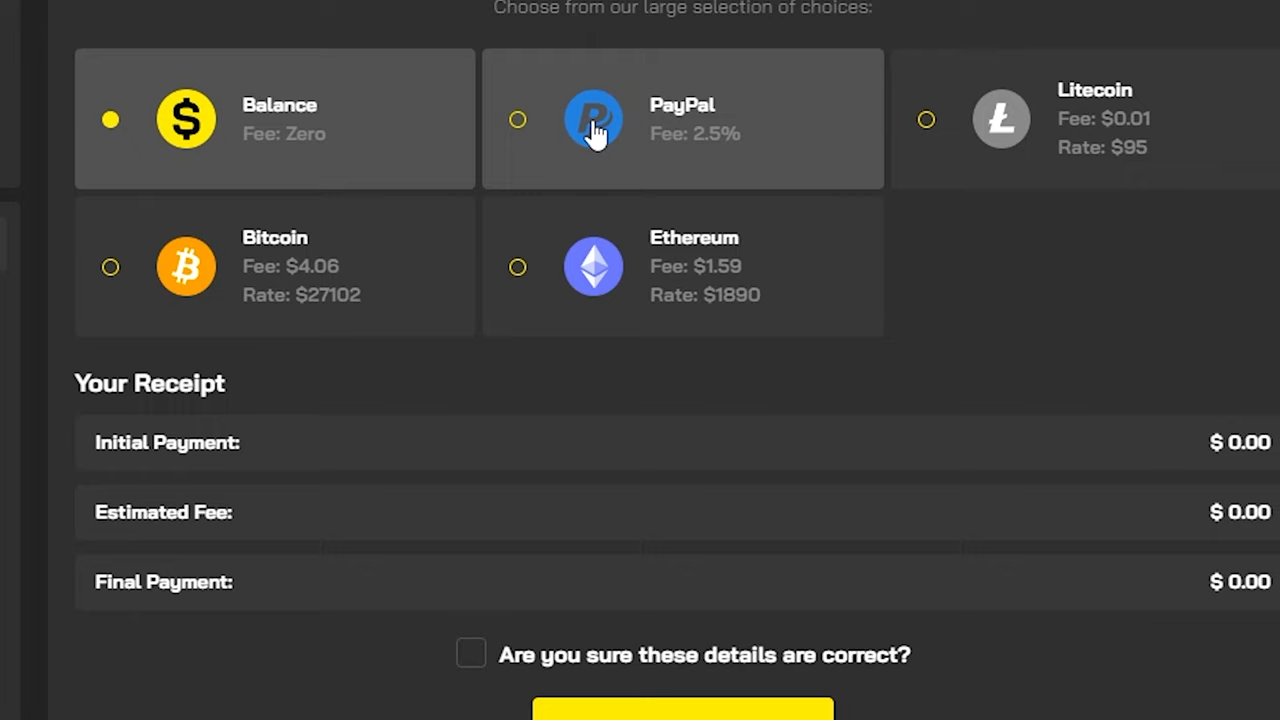 Choose from our large selection of choices:
Balance
Fee: Zero
PayPal
Fee: 2.5%
Litecoin
Fee: $0.01
Rate: $95
Bitcoin
Fee: $4.06
Rate: $27102
Ethereum
Fee: $1.59
Rate: $1890
Your Receipt
Initial Payment: $ 0.00
Estimated Fee: $ 0.00
Final Payment: $ 0.00
Are you sure these details are correct?